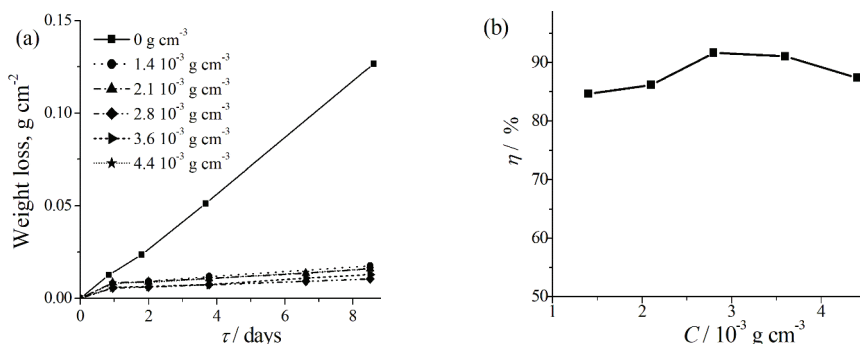 (a)
0 g cm⁻³
1.4 10⁻³ g cm⁻³
2.1 10⁻³ g cm⁻³
2.8 10⁻³ g cm⁻³
3.6 10⁻³ g cm⁻³
4.4 10⁻³ g cm⁻³
0.15
0.10
0.05
0.00
Weight loss, g cm⁻²
0 2 4 6 8
τ / days
(b)
90
80
70
60
50
η / %
1 2 3 4
C / 10⁻³ g cm⁻³